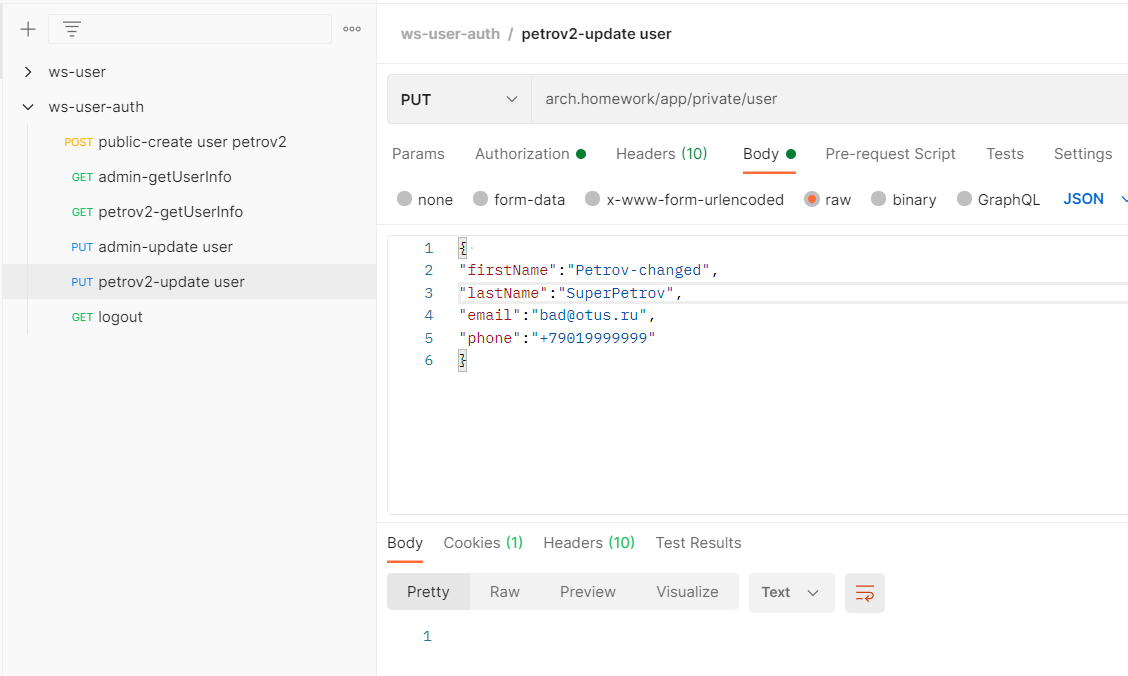 ws-user
ws-user-auth
POST public-create user petrov2
GET admin-getUserInfo
GET petrov2-getUserInfo
PUT admin-update user
PUT petrov2-update user
GET logout
ws-user-auth / petrov2-update user
PUT arch.homework/app/private/user
Params Authorization Headers (10) Body Pre-request Script Tests Settings
none form-data x-www-form-urlencoded raw binary GraphQL JSON
1 {
2 "firstName":"Petrov-changed",
3 "lastName":"SuperPetrov",
4 "email":"bad@otus.ru",
5 "phone":"+79019999999"
6 }
Body Cookies (1) Headers (10) Test Results
Pretty Raw Preview Visualize Text
1